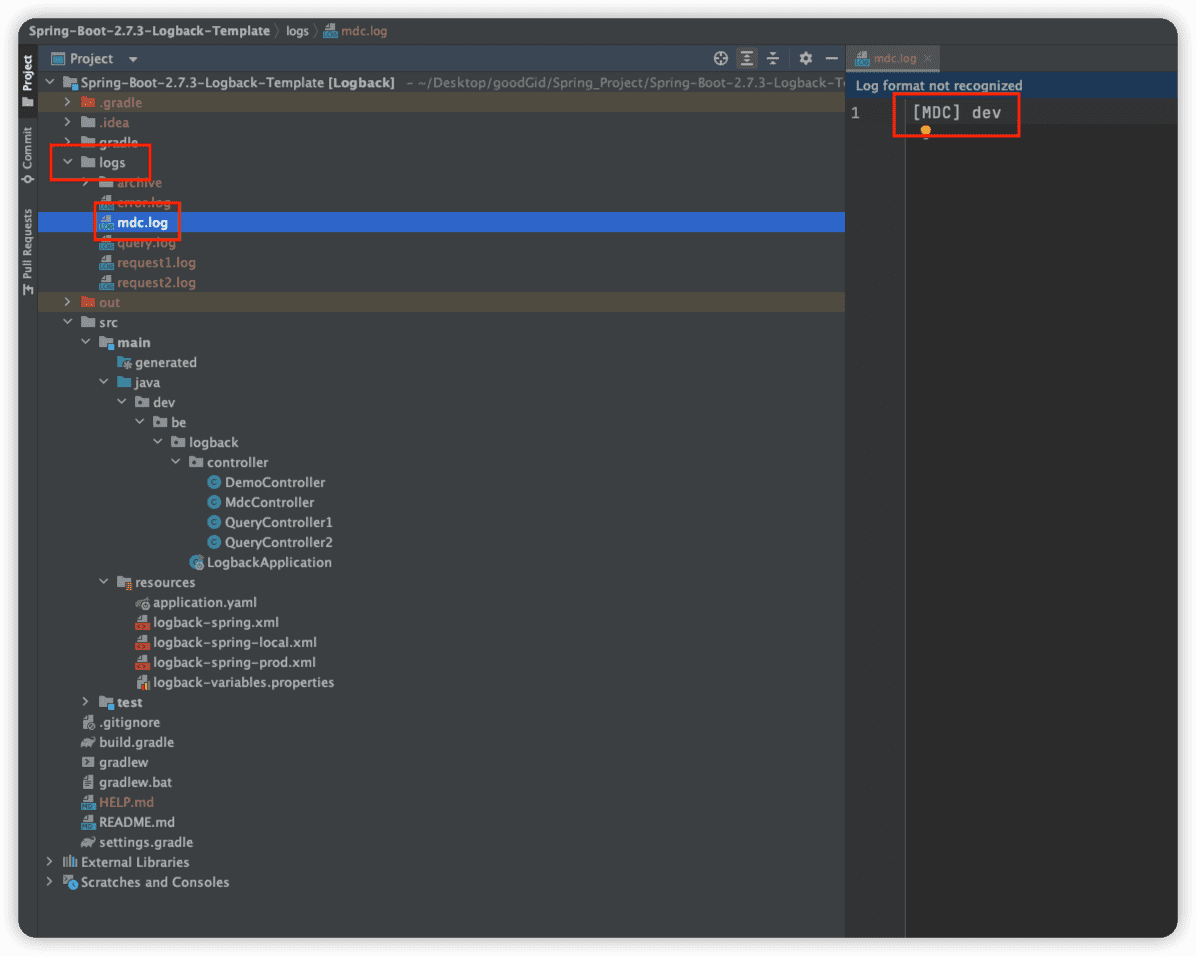 Spring-Boot-2.7.3-Logback-Template logs mdc.log
Project
Commit
Pull Requests
Project
Spring-Boot-2.7.3-Logback-Template [Logback] – ~/Desktop/goodGid/Spring_Project/Spring-Boot-2.7.3-Logback-T
.gradle
.idea
gradle
logs
archive
error.log
mdc.log
query.log
request1.log
request2.log
out
src
main
generated
java
dev
be
logback
controller
DemoController
MdcController
QueryController1
QueryController2
LogbackApplication
resources
application.yaml
logback-spring.xml
logback-spring-local.xml
logback-spring-prod.xml
logback-variables.properties
test
.gitignore
build.gradle
gradlew
gradlew.bat
HELP.md
README.md
settings.gradle
External Libraries
Scratches and Consoles
mdc.log
Log format not recognized
1 [MDC] dev